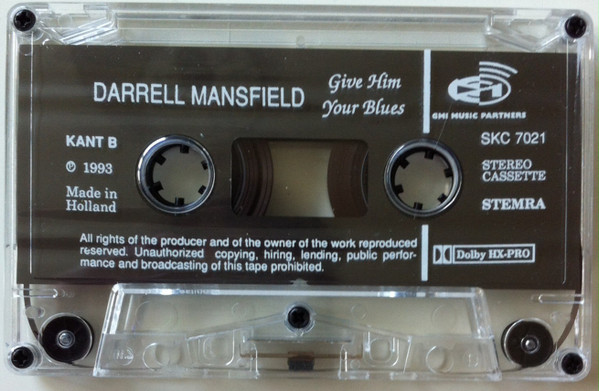 DARRELL MANSFIELD
Give Him
Your Blues
GMI MUSIC PARTNERS
KANT B
SKC 7021
℗ 1993
STEREO
CASSETTE
Made in
Holland
STEMRA
All rights of the producer and of the owner of the work reproduced
reserved. Unauthorized copying, hiring, lending, public perfor-
mance and broadcasting of this tape prohibited.
Dolby HX-PRO